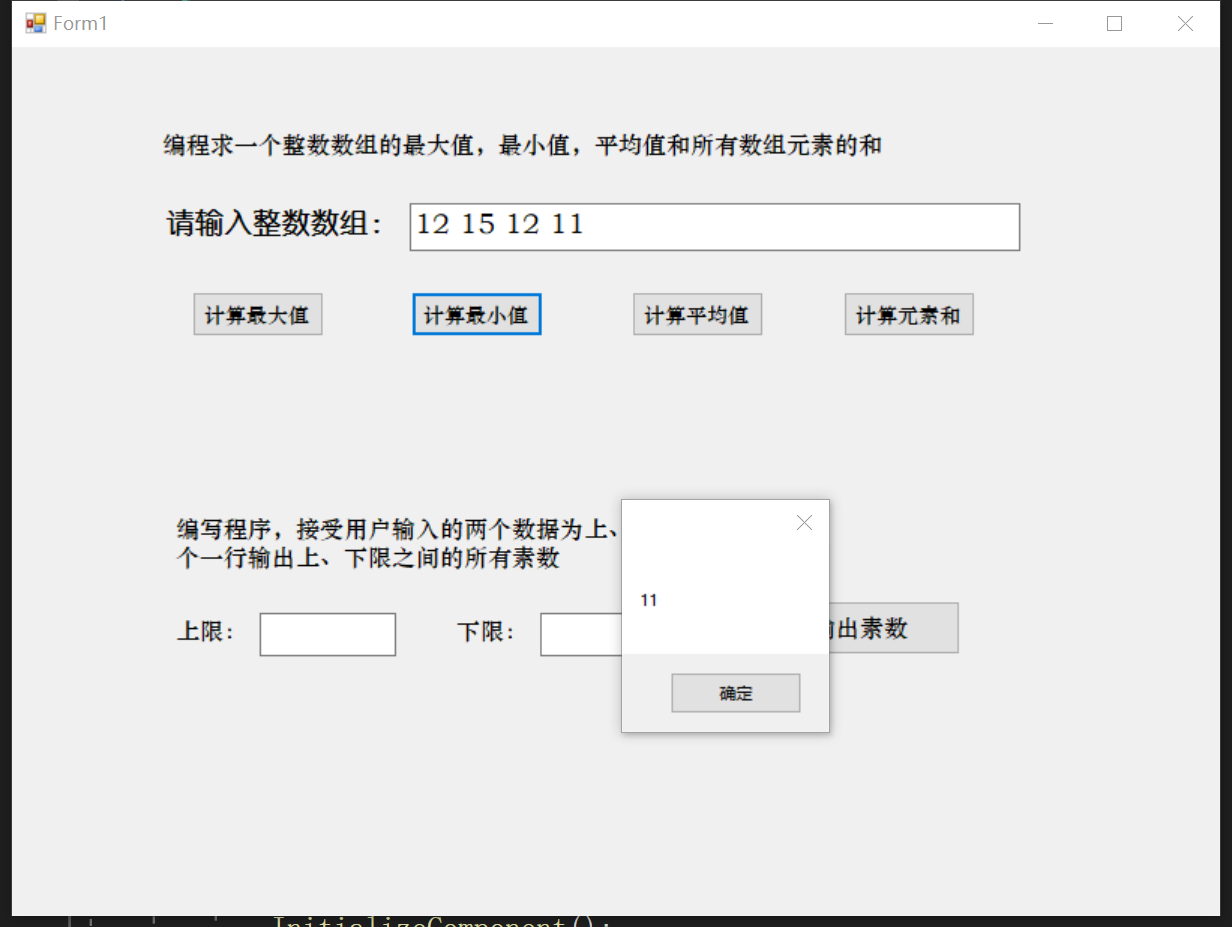 Form1
编程求一个整数数组的最大值，最小值，平均值和所有数组元素的和
请输入整数数组： 12 15 12 11
计算最大值 计算最小值 计算平均值 计算元素和
编写程序，接受用户输入的两个数据为上、
个一行输出上、下限之间的所有素数
11
上限： 下限： 出素数
确定
InitializeComponent();